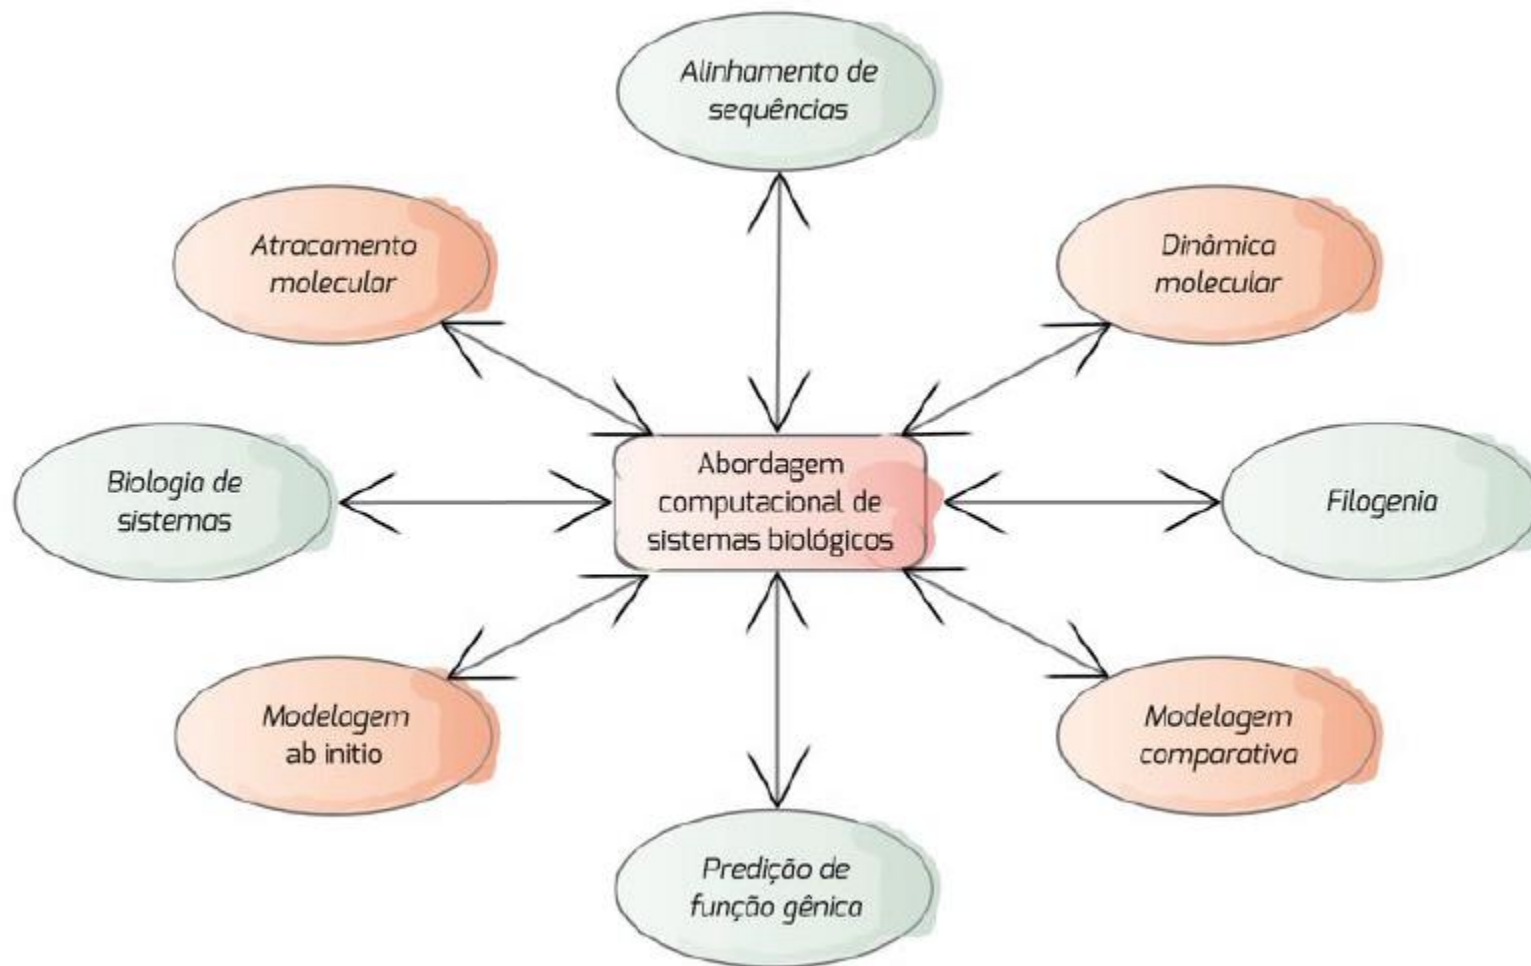 Alinhamento de
sequências
Atracamento
molecular
Dinâmica
molecular
Biologia de
sistemas
Abordagem
computacional de
sistemas biológicos
Filogenia
Modelagem
ab initio
Modelagem
comparativa
Predição de
função gênica